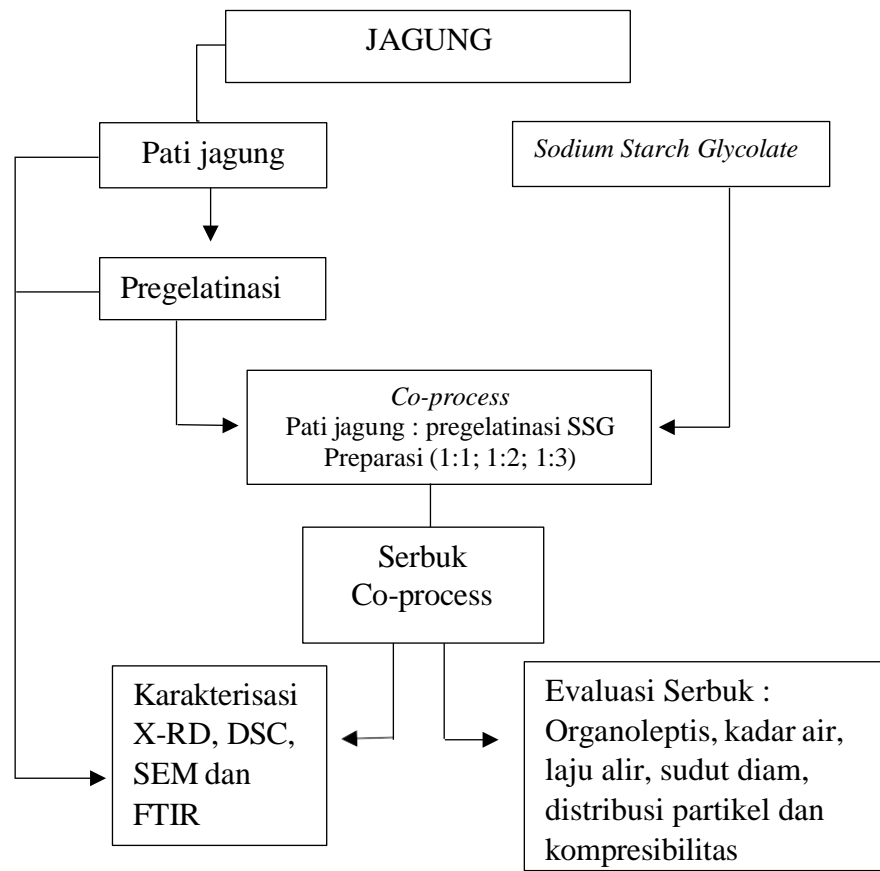 JAGUNG
Pati jagung
Sodium Starch Glycolate
Pregelatinasi
Co-process
Pati jagung : pregelatinasi SSG
Preparasi (1:1; 1:2; 1:3)
Serbuk
Co-process
Karakterisasi
X-RD, DSC,
SEM dan
FTIR
Evaluasi Serbuk :
Organoleptis, kadar air,
laju alir, sudut diam,
distribusi partikel dan
kompresibilitas